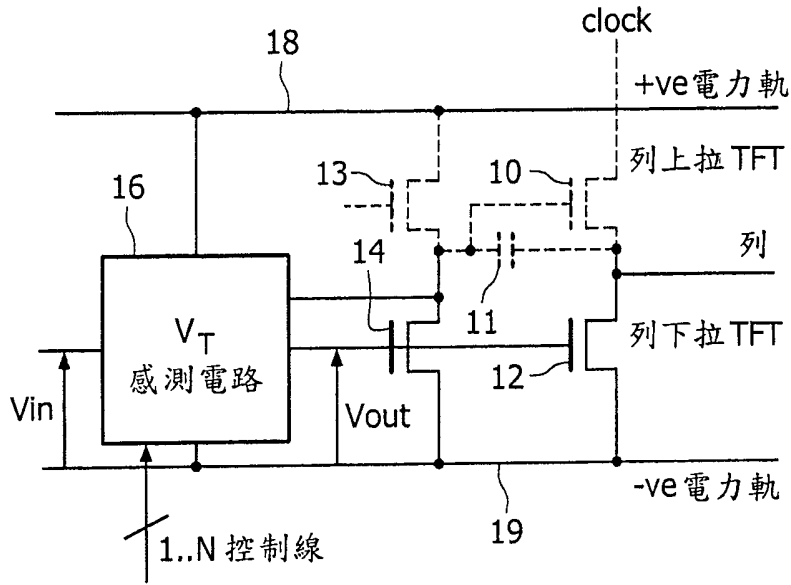 clock
18
+ve電力軌
列上拉TFT
13
10
16
14
列
11
VT
感測電路
列下拉TFT
12
Vin
Vout
-ve電力軌
19
1..N 控制線